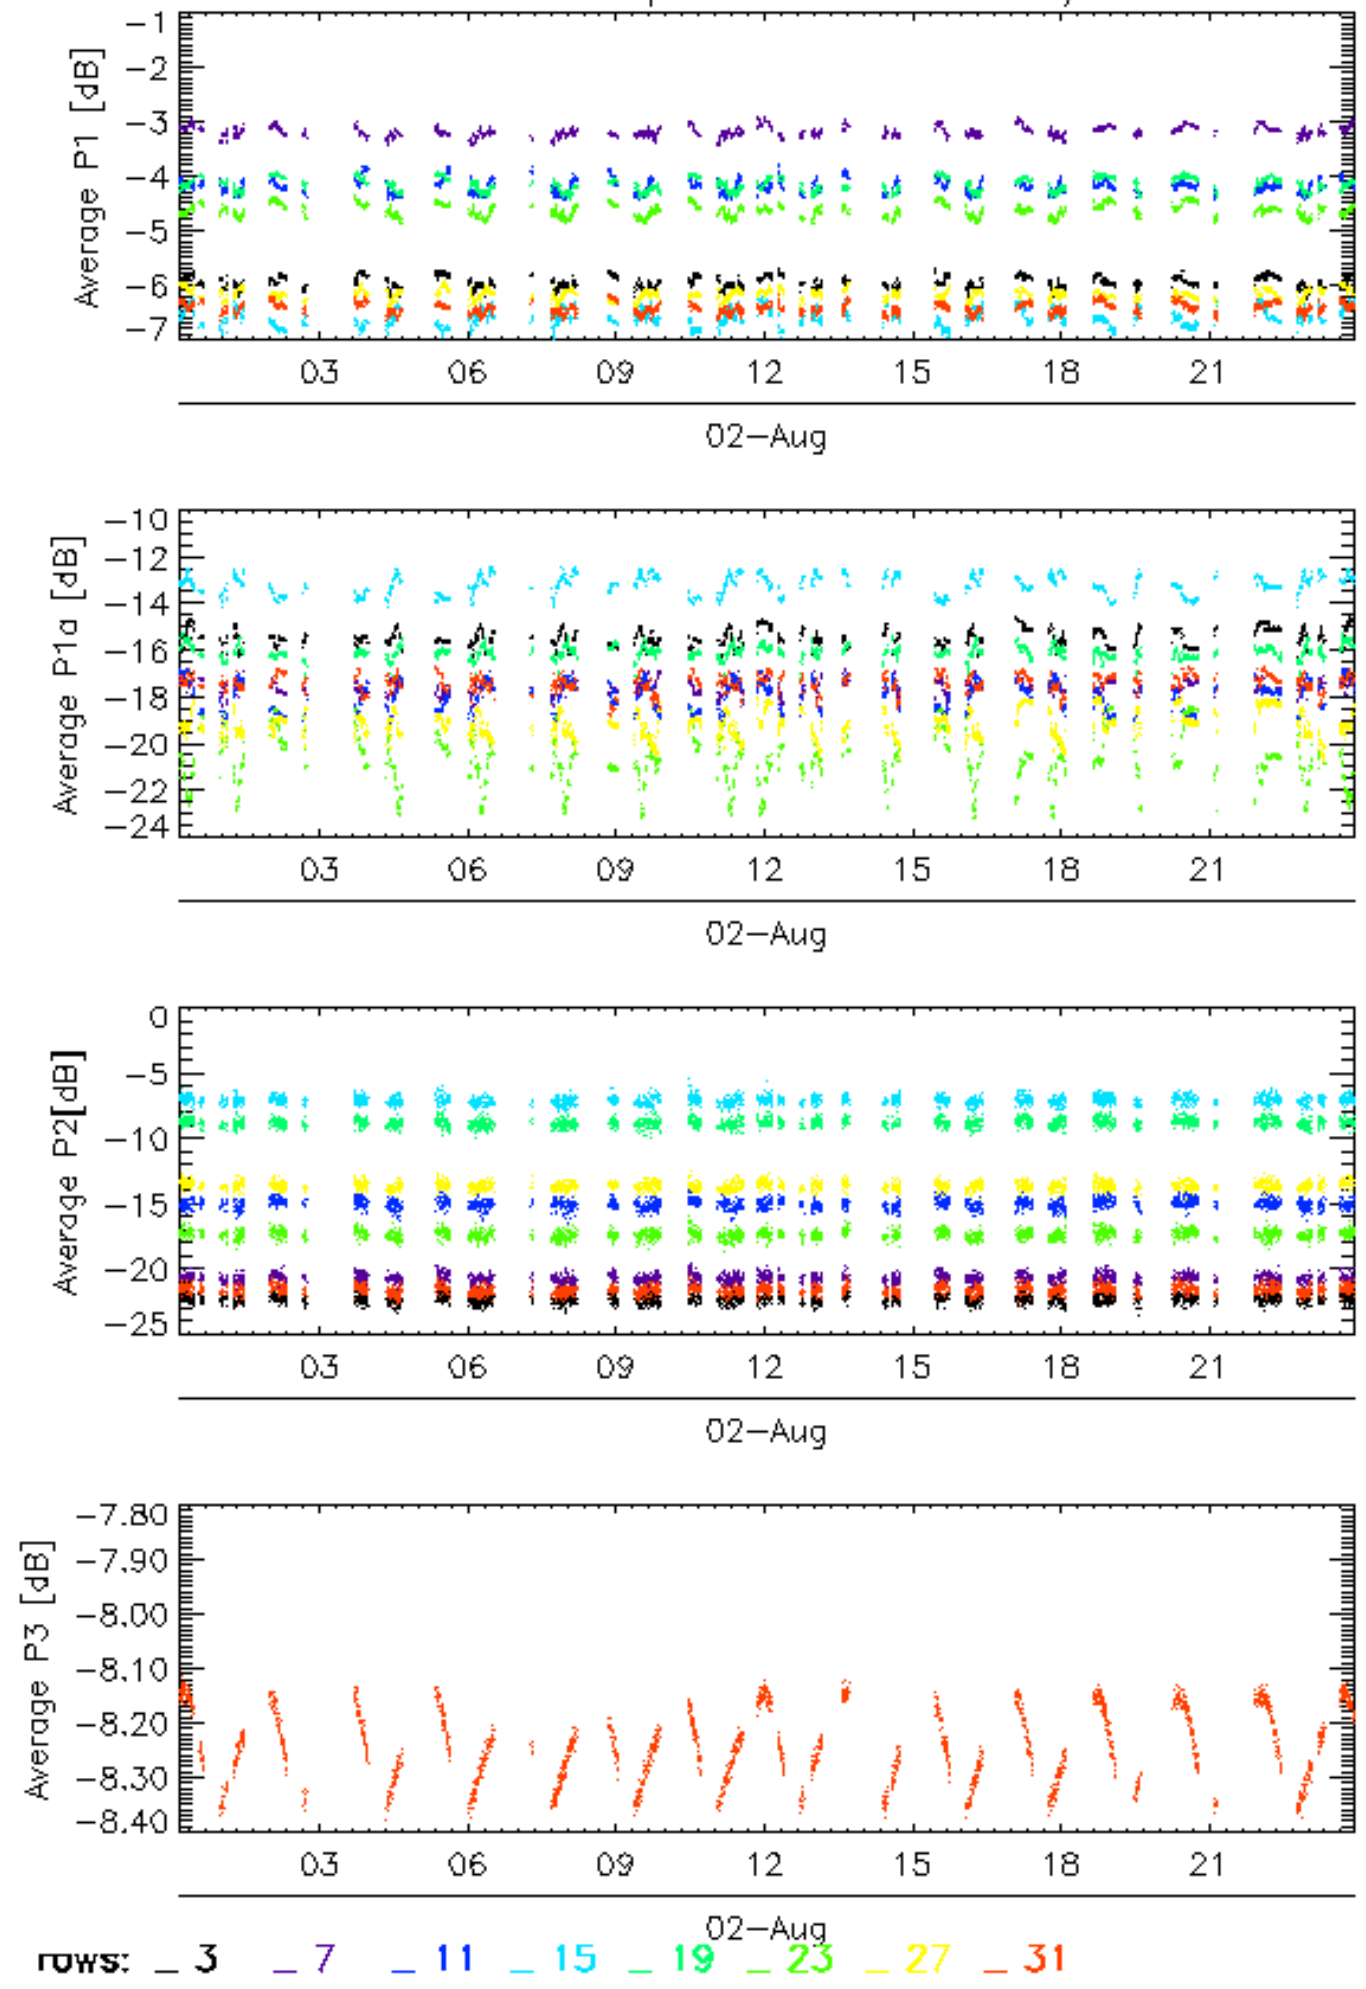 Average P1 [dB]
-1
-2
-3
-4
-5
-6
-7
03 06 09 12 15 18 21
02-Aug
Average P1a [dB]
-10
-12
-14
-16
-18
-20
-22
-24
03 06 09 12 15 18 21
02-Aug
Average P2[dB]
0
-5
-10
-15
-20
-25
03 06 09 12 15 18 21
02-Aug
Average P3 [dB]
-7.80
-7.90
-8.00
-8.10
-8.20
-8.30
-8.40
03 06 09 12 15 18 21
02-Aug
rows: _ 3 _ 7 _ 11 _ 15 _ 19 _ 23 _ 27 _ 31